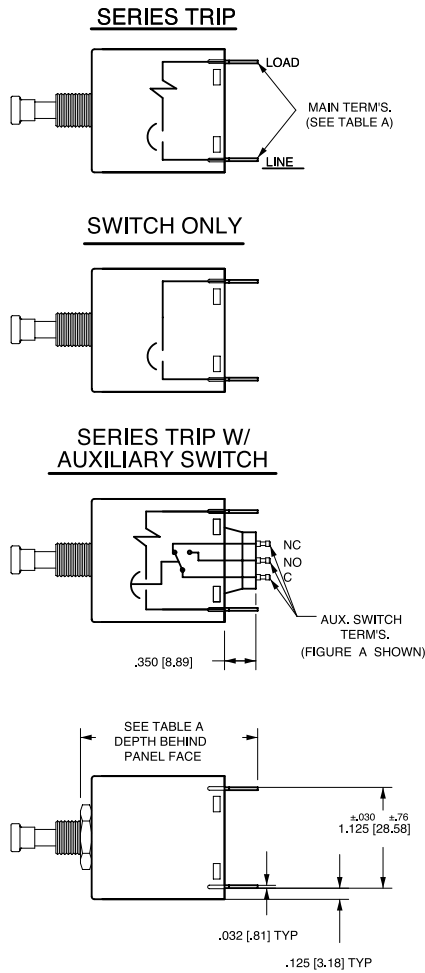 SERIES TRIP
LOAD
MAIN TERM'S.
(SEE TABLE A)
LINE
SWITCH ONLY
SERIES TRIP W/
AUXILIARY SWITCH
NC
NO
C
AUX. SWITCH
TERM'S.
(FIGURE A SHOWN)
.350 [8.89]
SEE TABLE A
DEPTH BEHIND
PANEL FACE
±.030 ±.76
1.125 [28.58]
.032 [.81] TYP
.125 [3.18] TYP